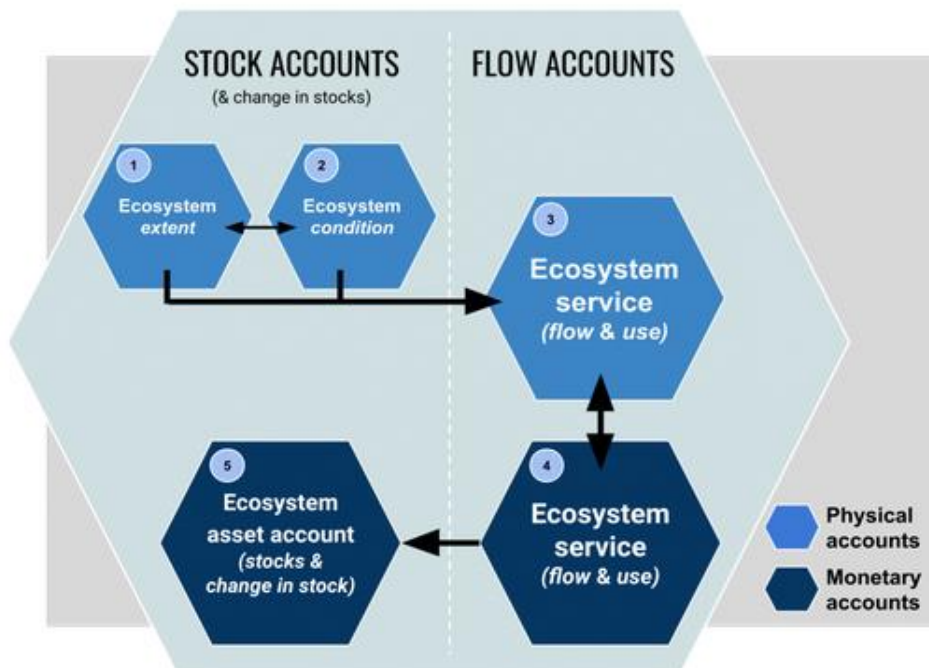 STOCK ACCOUNTS
(& change in stocks)
FLOW ACCOUNTS
1
Ecosystem
extent
2
Ecosystem
condition
3
Ecosystem
service
(flow & use)
4
Ecosystem
service
(flow & use)
5
Ecosystem
asset account
(stocks &
change in stock)
Physical
accounts
Monetary
accounts